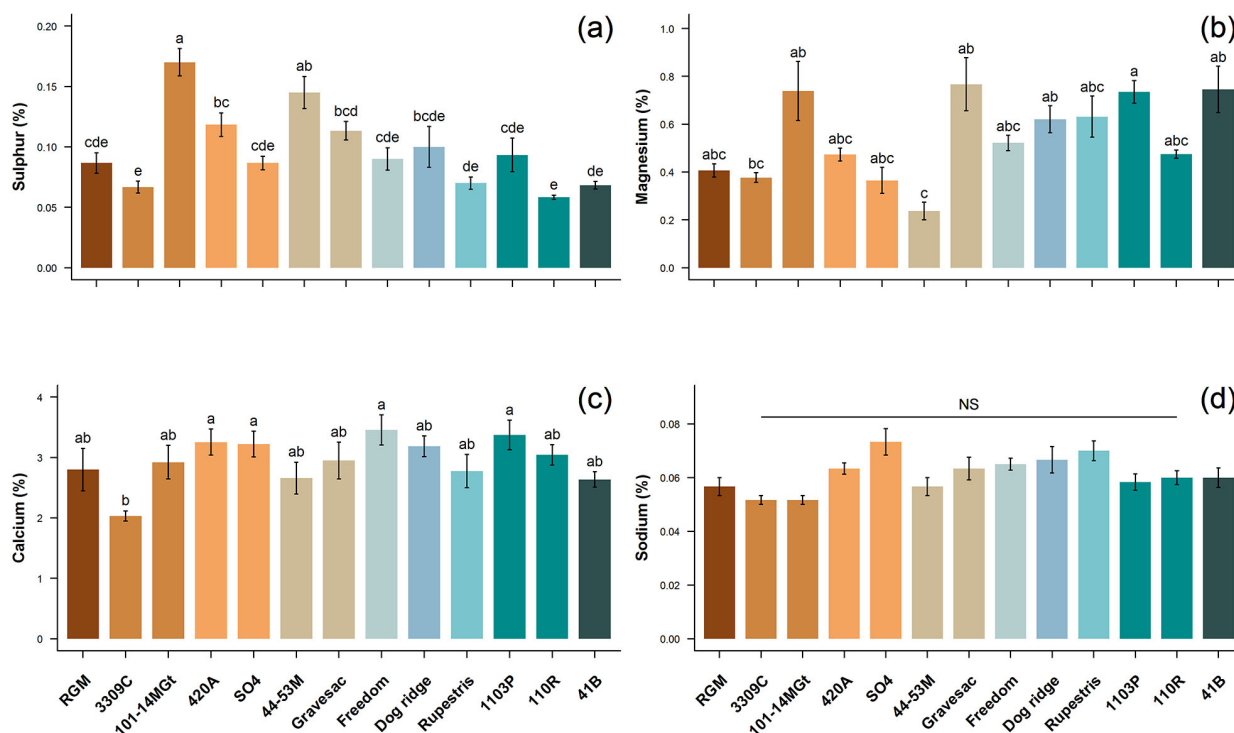 (a)
Sulphur (%)
0.20
0.15
0.10
0.05
0.00
cde
e
a
bc
cde
ab
bcd
cde
bcde
de
cde
e
de
(b)
Magnesium (%)
1.0
0.8
0.6
0.4
0.2
0.0
abc
bc
ab
abc
abc
c
ab
abc
ab
abc
a
abc
ab
(c)
Calcium (%)
4
3
2
1
0
ab
b
ab
a
a
ab
ab
a
ab
ab
a
ab
ab
RGM
3309C
101-14MGt
420A
SO4
44-53M
Gravesac
Freedom
Dog ridge
Rupestris
1103P
110R
41B
(d)
Sodium (%)
0.08
0.06
0.04
0.02
0.00
NS
RGM
3309C
101-14MGt
420A
SO4
44-53M
Gravesac
Freedom
Dog ridge
Rupestris
1103P
110R
41B